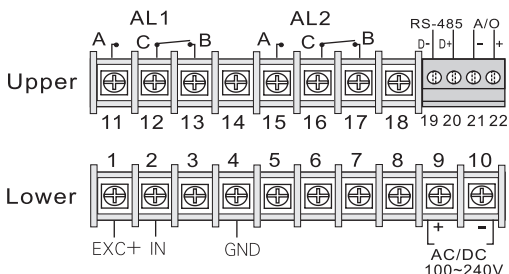 AL1 AL2
RS-485 A/O
A C B A C B
D- D+ - +
Upper
11 12 13 14 15 16 17 18 19 20 21 22
1 2 3 4 5 6 7 8 9 10
Lower
+ -
EXC+ IN GND
AC/DC
100~240V